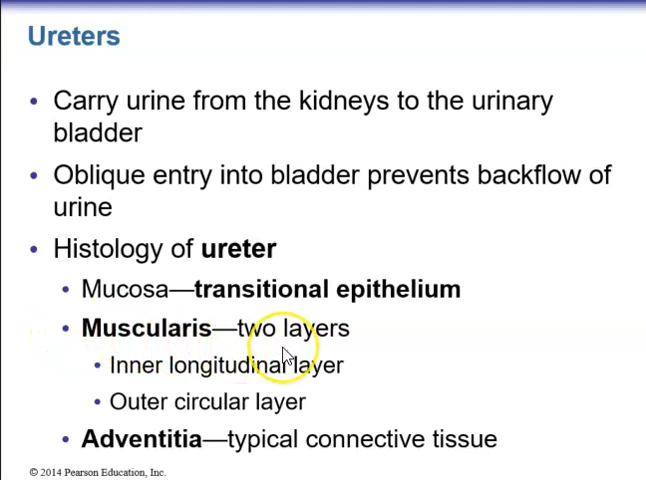 Ureters
• Carry urine from the kidneys to the urinary
bladder
• Oblique entry into bladder prevents backflow of
urine
• Histology of ureter
• Mucosa—transitional epithelium
• Muscularis—two layers
• Inner longitudinal layer
• Outer circular layer
• Adventitia—typical connective tissue
© 2014 Pearson Education, Inc.